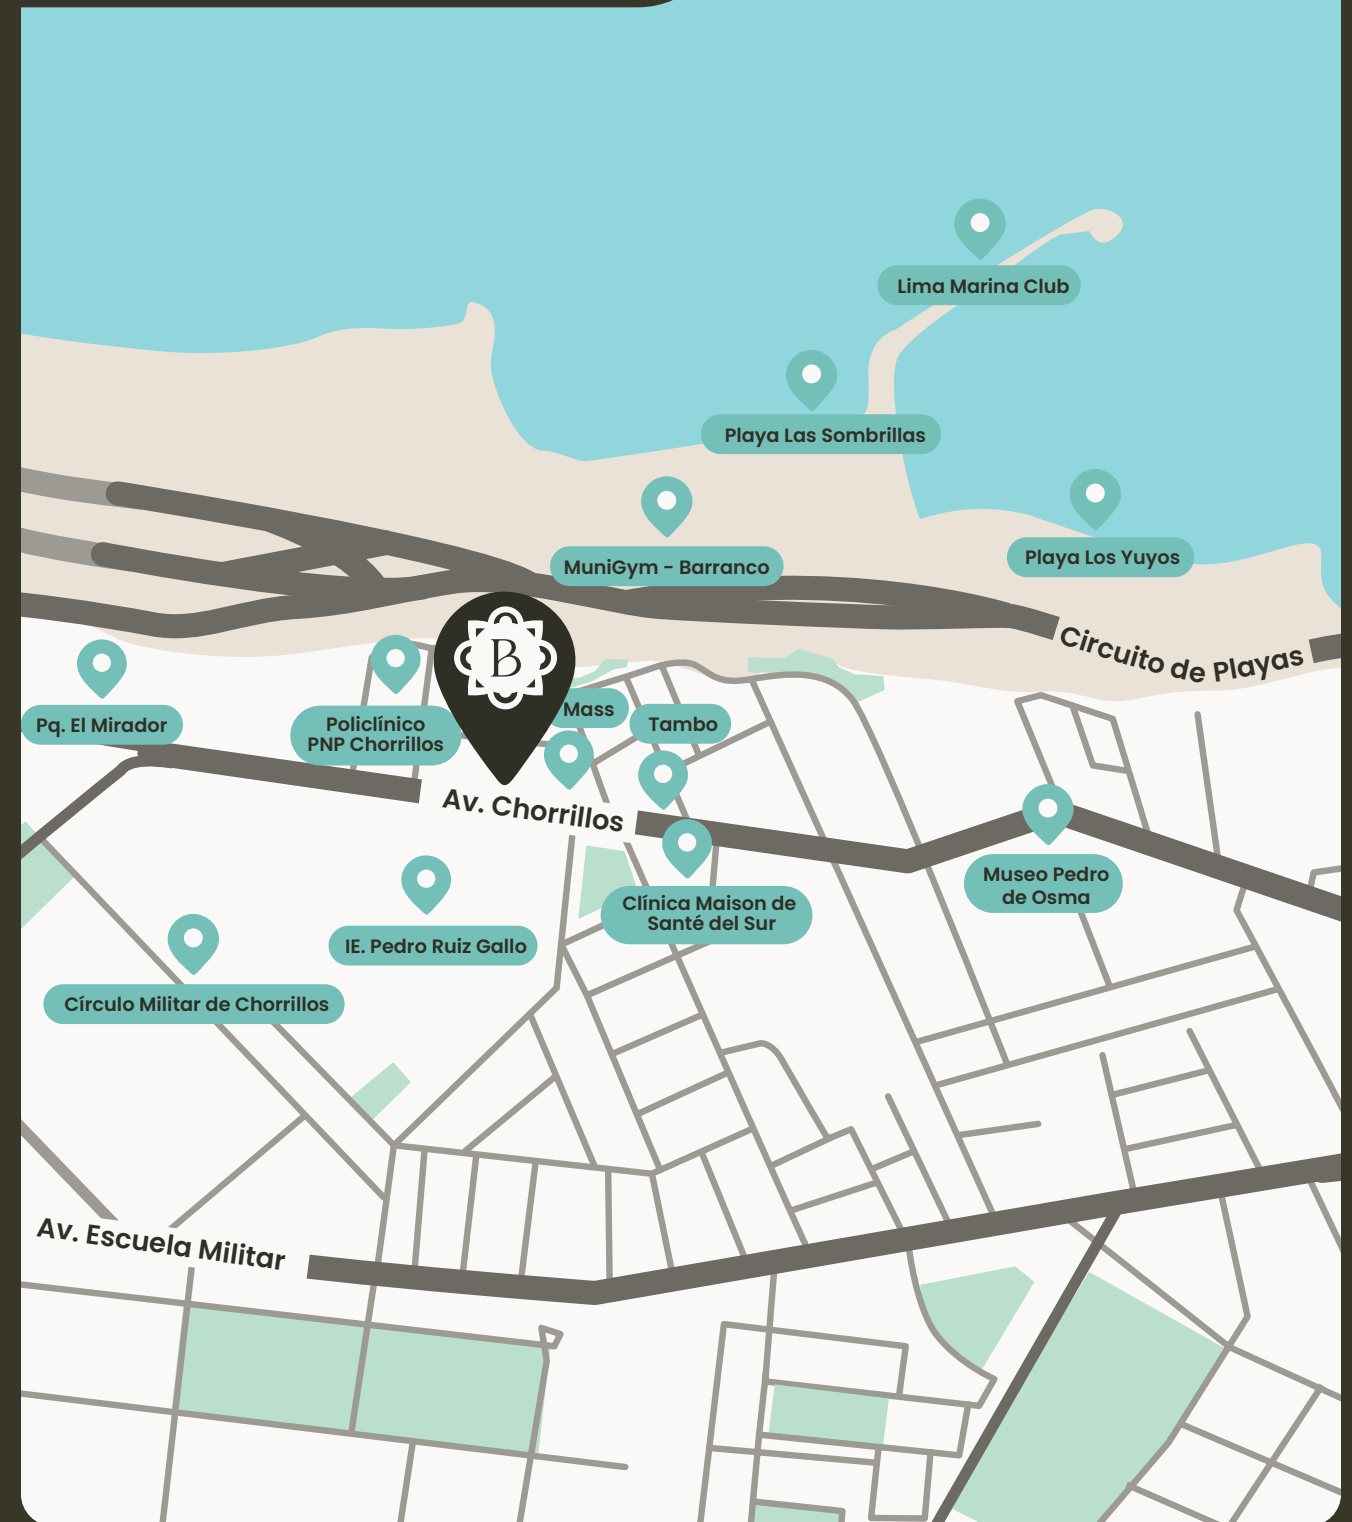 Lima Marina Club
Playa Las Sombrillas
MuniGym - Barranco
Playa Los Yuyos
Circuito de Playas
B
Pq. El Mirador
Policlínico
PNP Chorrillos
Mass
Tambo
Av. Chorrillos
Museo Pedro
de Osma
Clínica Maison de
Santé del Sur
IE. Pedro Ruiz Gallo
Círculo Militar de Chorrillos
Av. Escuela Militar